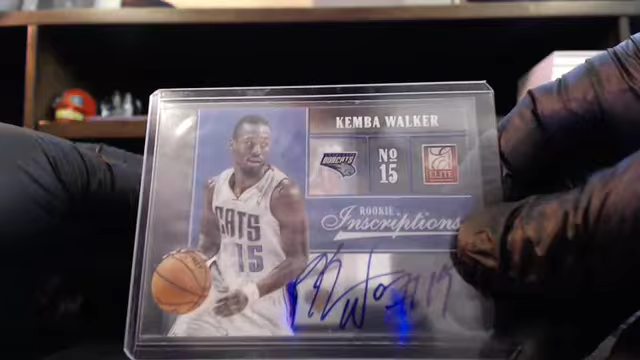 KEMBA WALKER
BOBCATS
No
15
ELITE
ROOKIE
Inscriptions
CATS
15